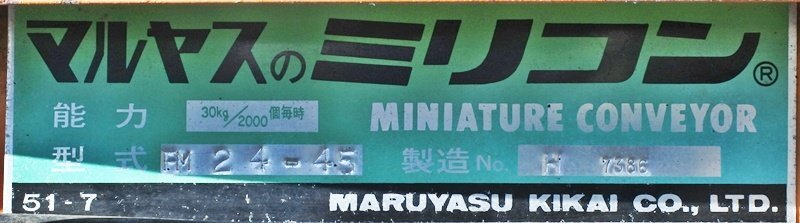 マルヤスのミリコン®
能力 30kg/2000個毎時 MINIATURE CONVEYOR
型式 EM 24-45 製造No. H 7386
51-7 MARUYASU KIKAI CO., LTD.